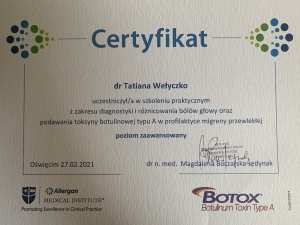 Certyfikat
dr Tatiana Wełyczko
uczestniczył/a w szkoleniu praktycznym
z zakresu diagnostyki i różnicowania bólów głowy oraz
podawania toksyny botulinowej typu A w profilaktyce migreny przewlekłej
poziom zaawansowany
Oświęcim 27.02.2021
dr n. med. Magdalena Boczarska-Jedynak
Allergan
MEDICAL INSTITUTE
Promoting Excellence in Clinical Practice
BOTOX
Botulinum Toxin Type A